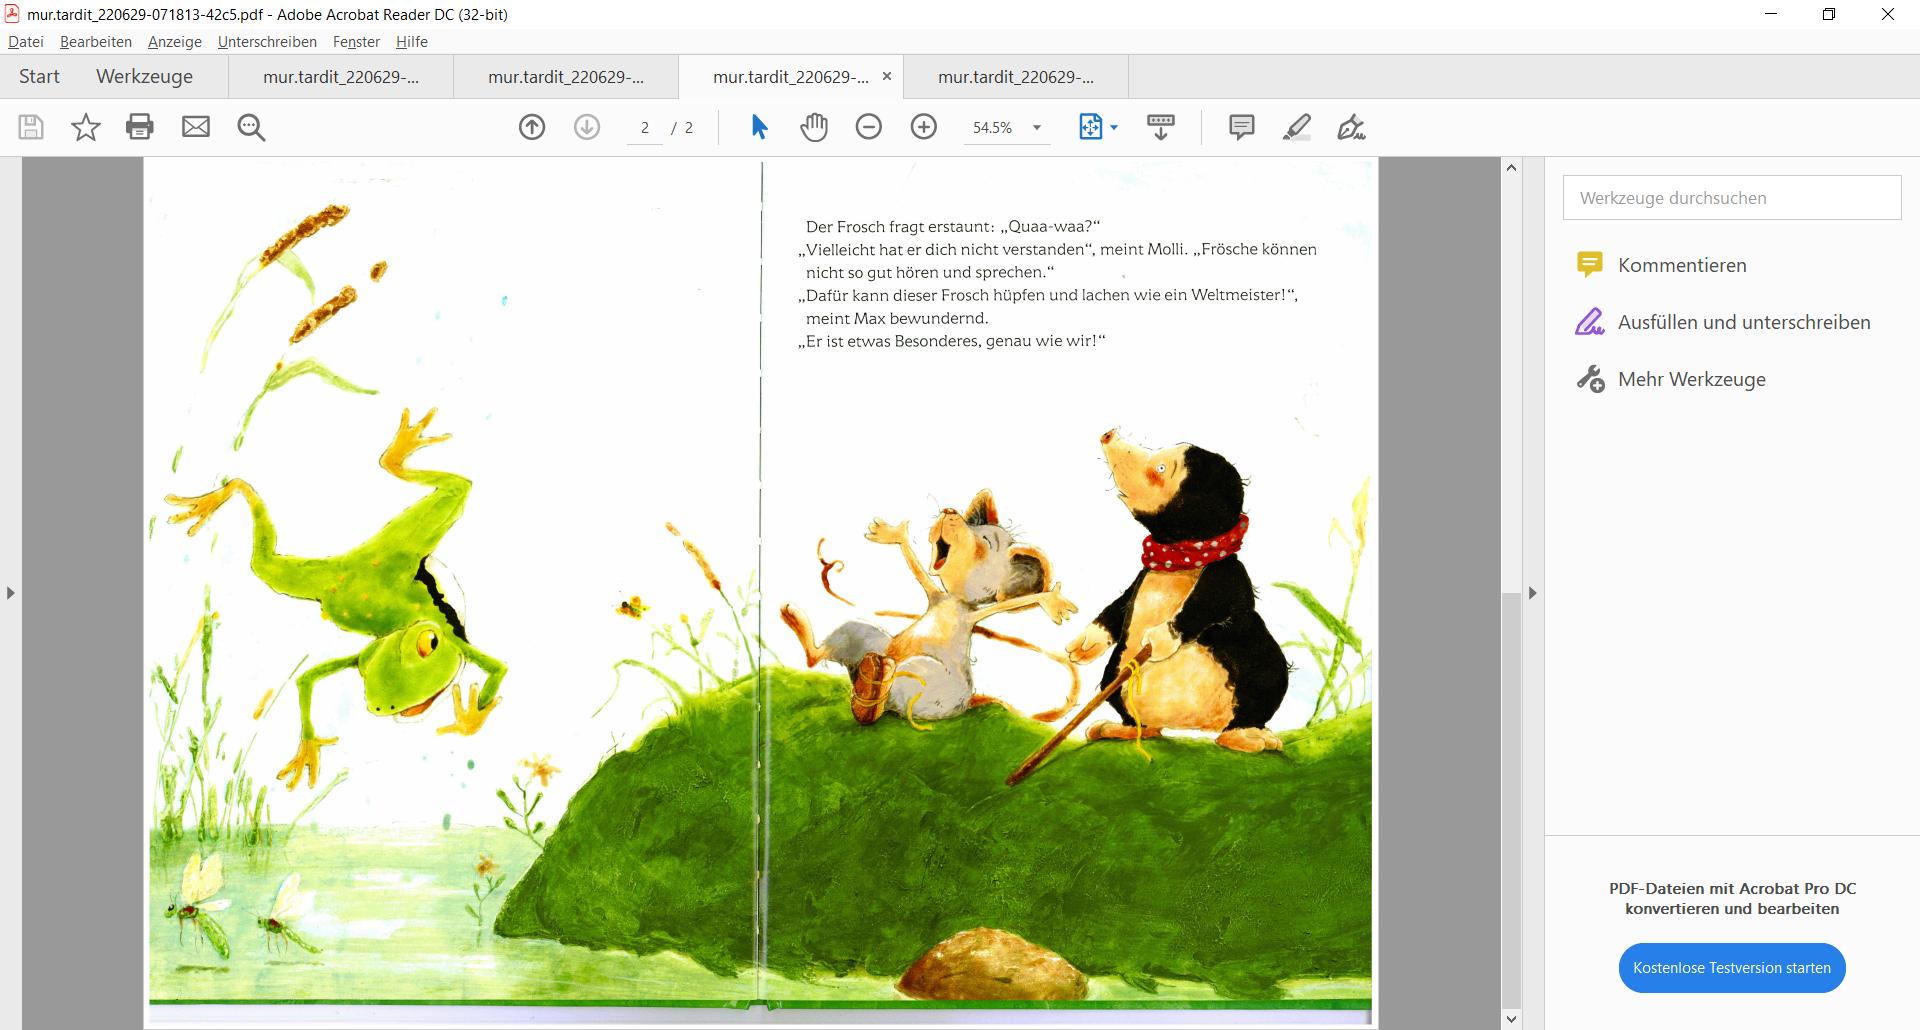 mur.tardit_220629-071813-42c5.pdf - Adobe Acrobat Reader DC (32-bit)
Datei Bearbeiten Anzeige Unterschreiben Fenster Hilfe
Start Werkzeuge mur.tardit_220629-... mur.tardit_220629-... mur.tardit_220629-... × mur.tardit_220629-...
2 / 2 54.5%
Der Frosch fragt erstaunt: „Quaa-waa?“
„Vielleicht hat er dich nicht verstanden“, meint Molli. „Frösche können
nicht so gut hören und sprechen.“
„Dafür kann dieser Frosch hüpfen und lachen wie ein Weltmeister!“,
meint Max bewundernd.
„Er ist etwas Besonderes, genau wie wir!“
Werkzeuge durchsuchen
Kommentieren
Ausfüllen und unterschreiben
Mehr Werkzeuge
PDF-Dateien mit Acrobat Pro DC
konvertieren und bearbeiten
Kostenlose Testversion starten